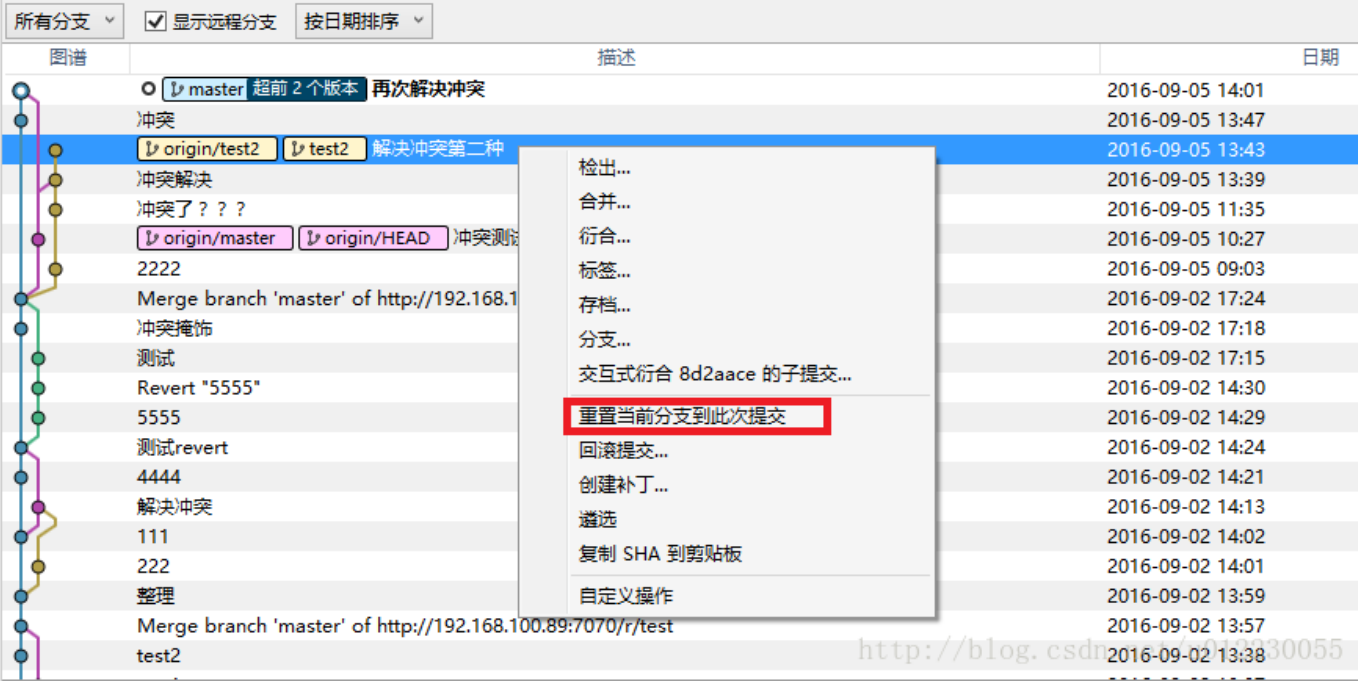 所有分支 显示远程分支 按日期排序
图谱 描述 日期
master 超前 2 个版本 再次解决冲突 2016-09-05 14:01
冲突 2016-09-05 13:47
origin/test2 test2 解决冲突第二种 2016-09-05 13:43
检出...
冲突解决 2016-09-05 13:39
合并...
冲突了？？？ 2016-09-05 11:35
衍合...
origin/master origin/HEAD 冲突测试 2016-09-05 10:27
标签...
2222 2016-09-05 09:03
存档...
Merge branch 'master' of http://192.168.1 2016-09-02 17:24
冲突掩饰 2016-09-02 17:18
分支...
测试 2016-09-02 17:15
交互式衍合 8d2aace 的子提交...
Revert "5555" 2016-09-02 14:30
5555 2016-09-02 14:29
重置当前分支到此次提交
测试revert 2016-09-02 14:24
回滚提交...
4444 2016-09-02 14:21
创建补丁...
解决冲突 2016-09-02 14:13
遴选
111 2016-09-02 14:02
复制 SHA 到剪贴板
222 2016-09-02 14:01
整理 2016-09-02 13:59
自定义操作
Merge branch 'master' of http://192.168.100.89:7070/r/test 2016-09-02 13:57
test2 2016-09-02 13:38